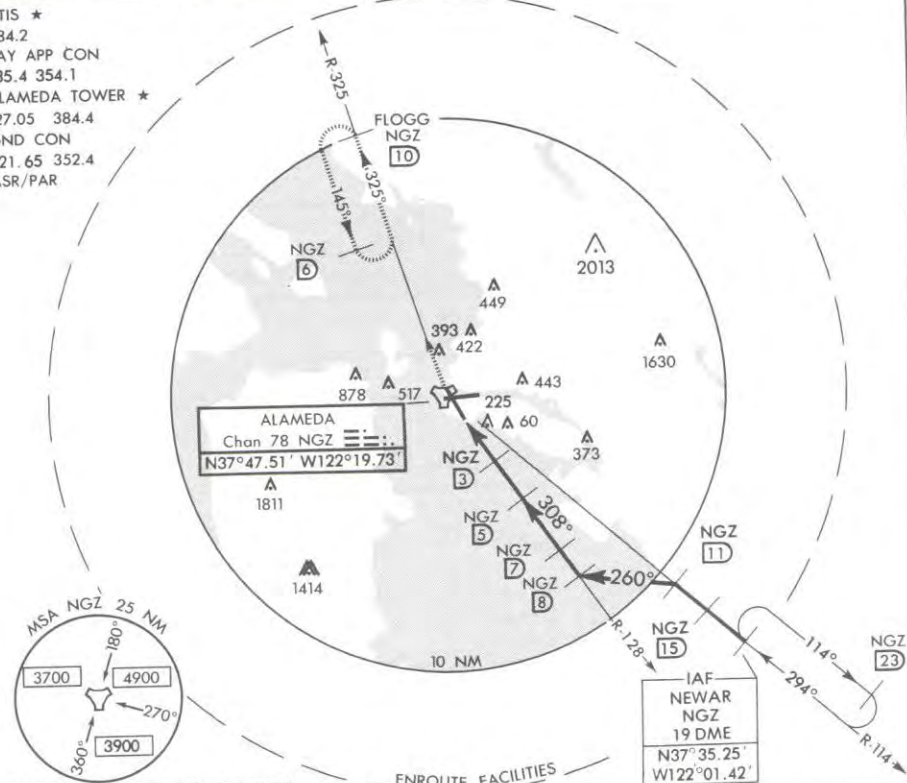 TIS ★
34.2
AY APP CON
35.4 354.1
LAMEDA TOWER ★
27.05 384.4
OND CON
21.65 352.4
ASR/PAR
R-325
FLOGG
NGZ
10
325°
145°
NGZ
6
2013
449
393
422
1630
878
517
443
225
60
373
ALAMEDA
Chan 78 NGZ
N37°47.51' W122°19.73'
1811
1414
NGZ
3
NGZ
5
308°
NGZ
7
NGZ
8
260°
NGZ
11
NGZ
15
R-128
10 NM
114°
294°
NGZ
23
R-114
IAF
NEWAR
NGZ
19 DME
N37°35.25'
W122°01.42'
MSA NGZ 25 NM
180°
3700
4900
270°
360°
3900
ENROUTE FACILITIES